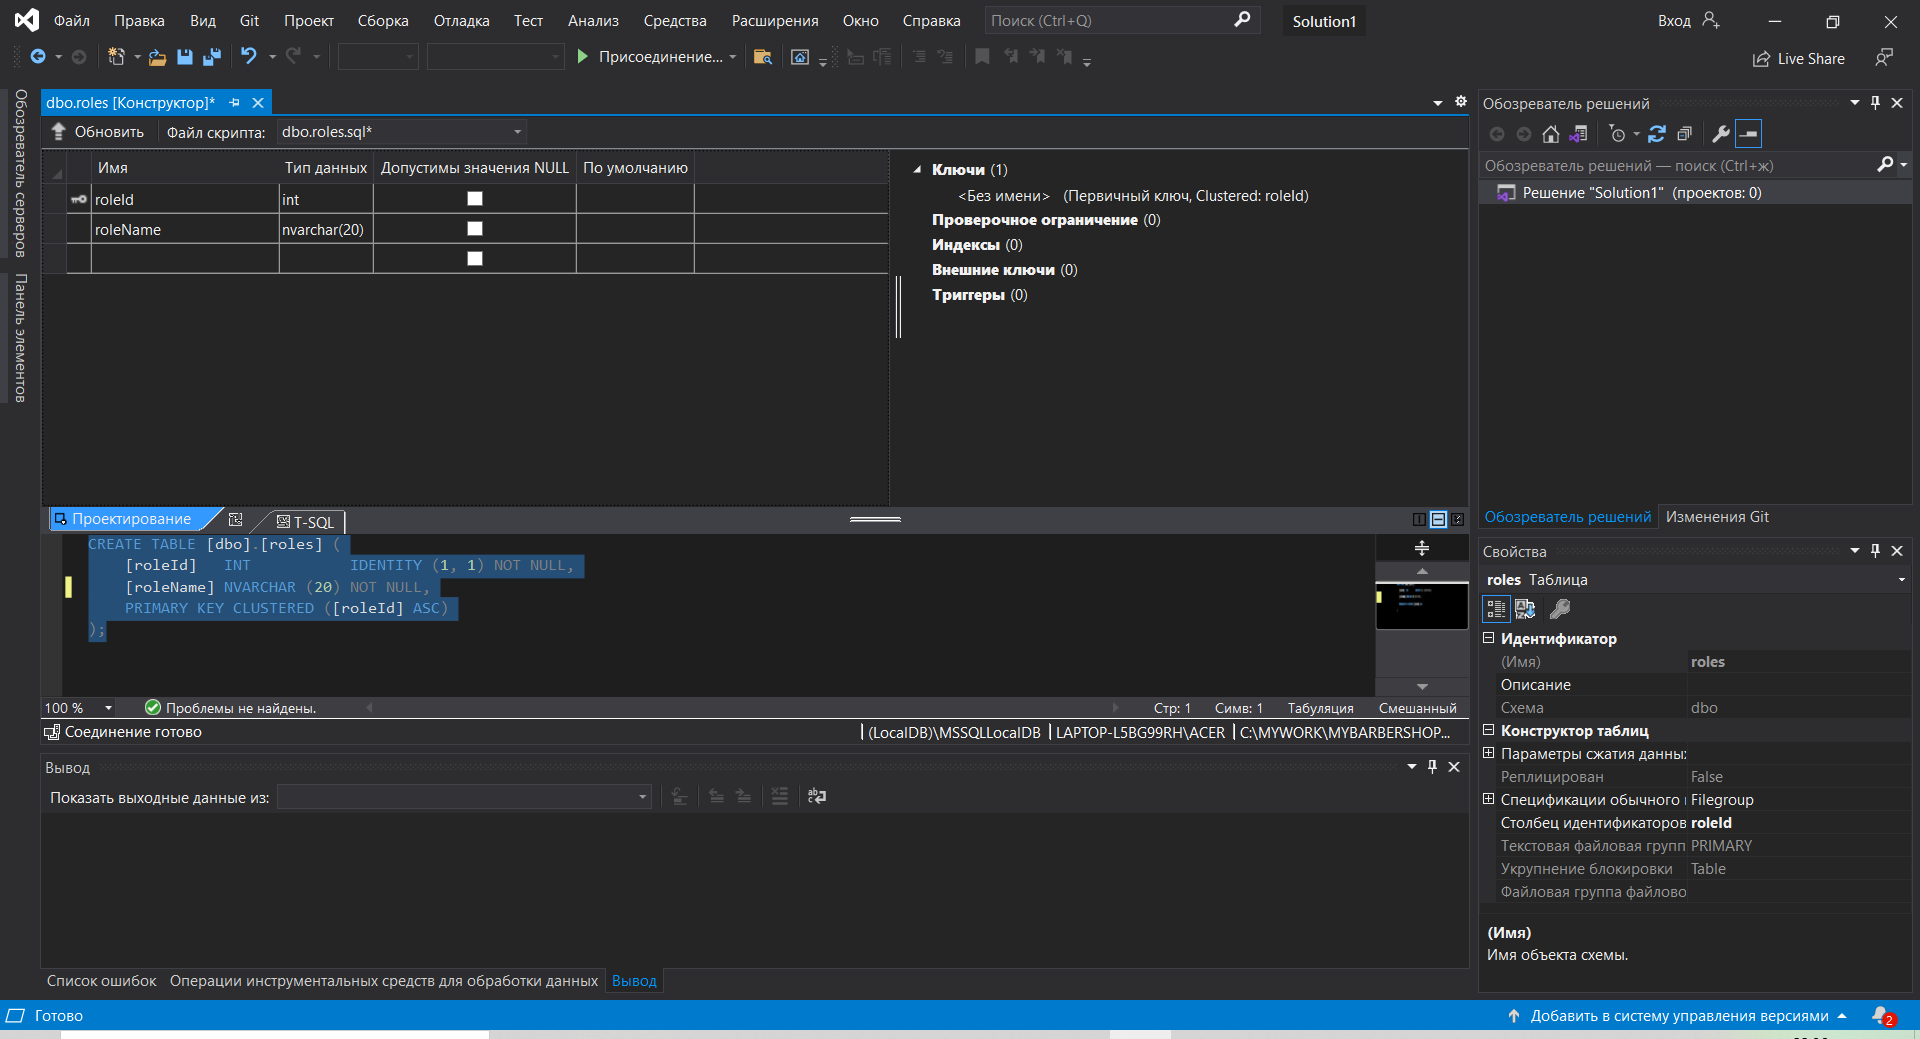 Файл Правка Вид Git Проект Сборка Отладка Тест Анализ Средства Расширения Окно Справка Поиск (Ctrl+Q) Solution1 Вход
Присоединение... Live Share
Обозреватель серверов
Панель элементов
dbo.roles [Конструктор]*
Обновить Файл скрипта: dbo.roles.sql*
Имя Тип данных Допустимы значения NULL По умолчанию
roleId int
roleName nvarchar(20)
Ключи (1)
<Без имени> (Первичный ключ, Clustered: roleId)
Проверочное ограничение (0)
Индексы (0)
Внешние ключи (0)
Триггеры (0)
Проектирование T-SQL
CREATE TABLE [dbo].[roles] (
[roleId] INT IDENTITY (1, 1) NOT NULL,
[roleName] NVARCHAR (20) NOT NULL,
PRIMARY KEY CLUSTERED ([roleId] ASC)
);
100 % Проблемы не найдены. Стр: 1 Симв: 1 Табуляция Смешанный
Соединение готово (LocalDB)\MSSQLLocalDB LAPTOP-L5BG99RH\ACER C:\MYWORK\MYBARBERSHOP...
Вывод
Показать выходные данные из:
Список ошибок Операции инструментальных средств для обработки данных Вывод
Обозреватель решений
Обозреватель решений — поиск (Ctrl+ж)
Решение "Solution1" (проектов: 0)
Обозреватель решений Изменения Git
Свойства
roles Таблица
Идентификатор
(Имя) roles
Описание
Схема dbo
Конструктор таблиц
Параметры сжатия данны
Реплицирован False
Спецификации обычного Filegroup
Столбец идентификаторов roleId
Текстовая файловая групп PRIMARY
Укрупнение блокировки Table
Файловая группа файлово
(Имя)
Имя объекта схемы.
Готово Добавить в систему управления версиями 2